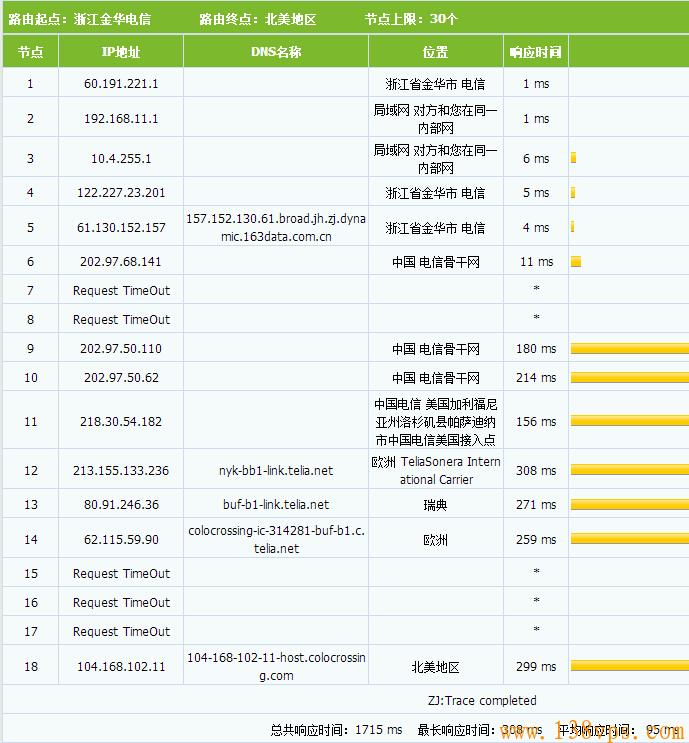 路由起点：浙江金华电信 路由终点：北美地区 节点上限：30个
节点 IP地址 DNS名称 位置 响应时间
1 60.191.221.1 浙江省金华市 电信 1 ms
2 192.168.11.1 局域网 对方和您在同一 1 ms
内部网
3 10.4.255.1 局域网 对方和您在同一 6 ms
内部网
4 122.227.23.201 浙江省金华市 电信 5 ms
5 61.130.152.157 157.152.130.61.broad.jh.zj.dyna 浙江省金华市 电信 4 ms
mic.163data.com.cn
6 202.97.68.141 中国 电信骨干网 11 ms
7 Request TimeOut *
8 Request TimeOut *
9 202.97.50.110 中国 电信骨干网 180 ms
10 202.97.50.62 中国 电信骨干网 214 ms
11 218.30.54.182 中国电信 美国加利福尼 156 ms
亚州洛杉矶县帕萨迪纳
市中国电信美国接入点
12 213.155.133.236 nyk-bb1-link.telia.net 欧洲 TeliaSonera Intern 308 ms
ational Carrier
13 80.91.246.36 buf-b1-link.telia.net 瑞典 271 ms
14 62.115.59.90 colocrossing-ic-314281-buf-b1.c. 欧洲 259 ms
telia.net
15 Request TimeOut *
16 Request TimeOut *
17 Request TimeOut *
18 104.168.102.11 104-168-102-11-host.colocrossin 北美地区 299 ms
g.com
ZJ:Trace completed
总共响应时间：1715 ms 最长响应时间：308 ms 平均响应时间： 95 ms
www.138vps.com